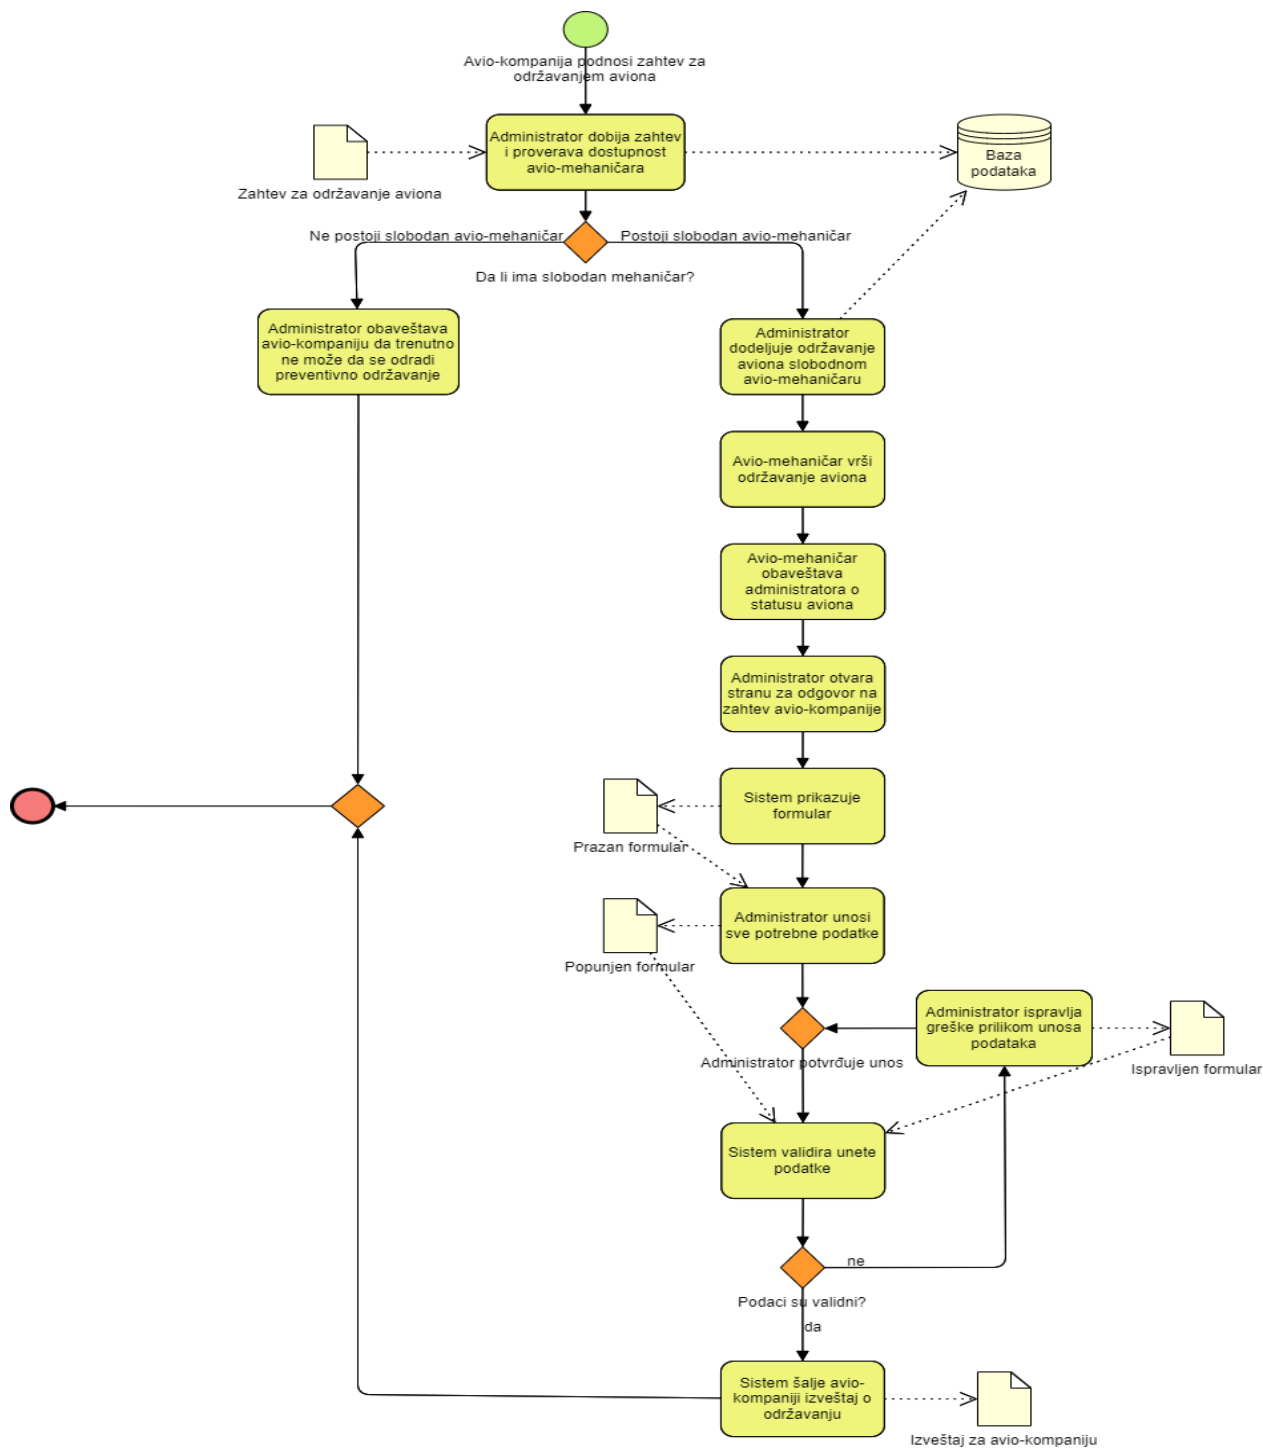 Avio-kompanija podnosi zahtev za
održavanjem aviona
Administrator dobija zahtev
i proverava dostupnost
avio-mehaničara
Baza
podataka
Zahtev za održavanje aviona
Ne postoji slobodan avio-mehaničar
Postoji slobodan avio-mehaničar
Da li ima slobodan mehaničar?
Administrator obaveštava
avio-kompaniju da trenutno
ne može da se odradi
preventivno održavanje
Administrator
dodeljuje održavanje
aviona slobodnom
avio-mehaničaru
Avio-mehaničar vrši
održavanje aviona
Avio-mehaničar
obaveštava
administratora o
statusu aviona
Administrator otvara
stranu za odgovor na
zahtev avio-kompanije
Sistem prikazuje
formular
Prazan formular
Administrator unosi
sve potrebne podatke
Popunjen formular
Administrator ispravlja
greške prilikom unosa
podataka
Administrator potvrđuje unos
Ispravljen formular
Sistem validira unete
podatke
ne
Podaci su validni?
da
Sistem šalje avio-
kompaniji izveštaj o
održavanju
Izveštaj za avio-kompaniju